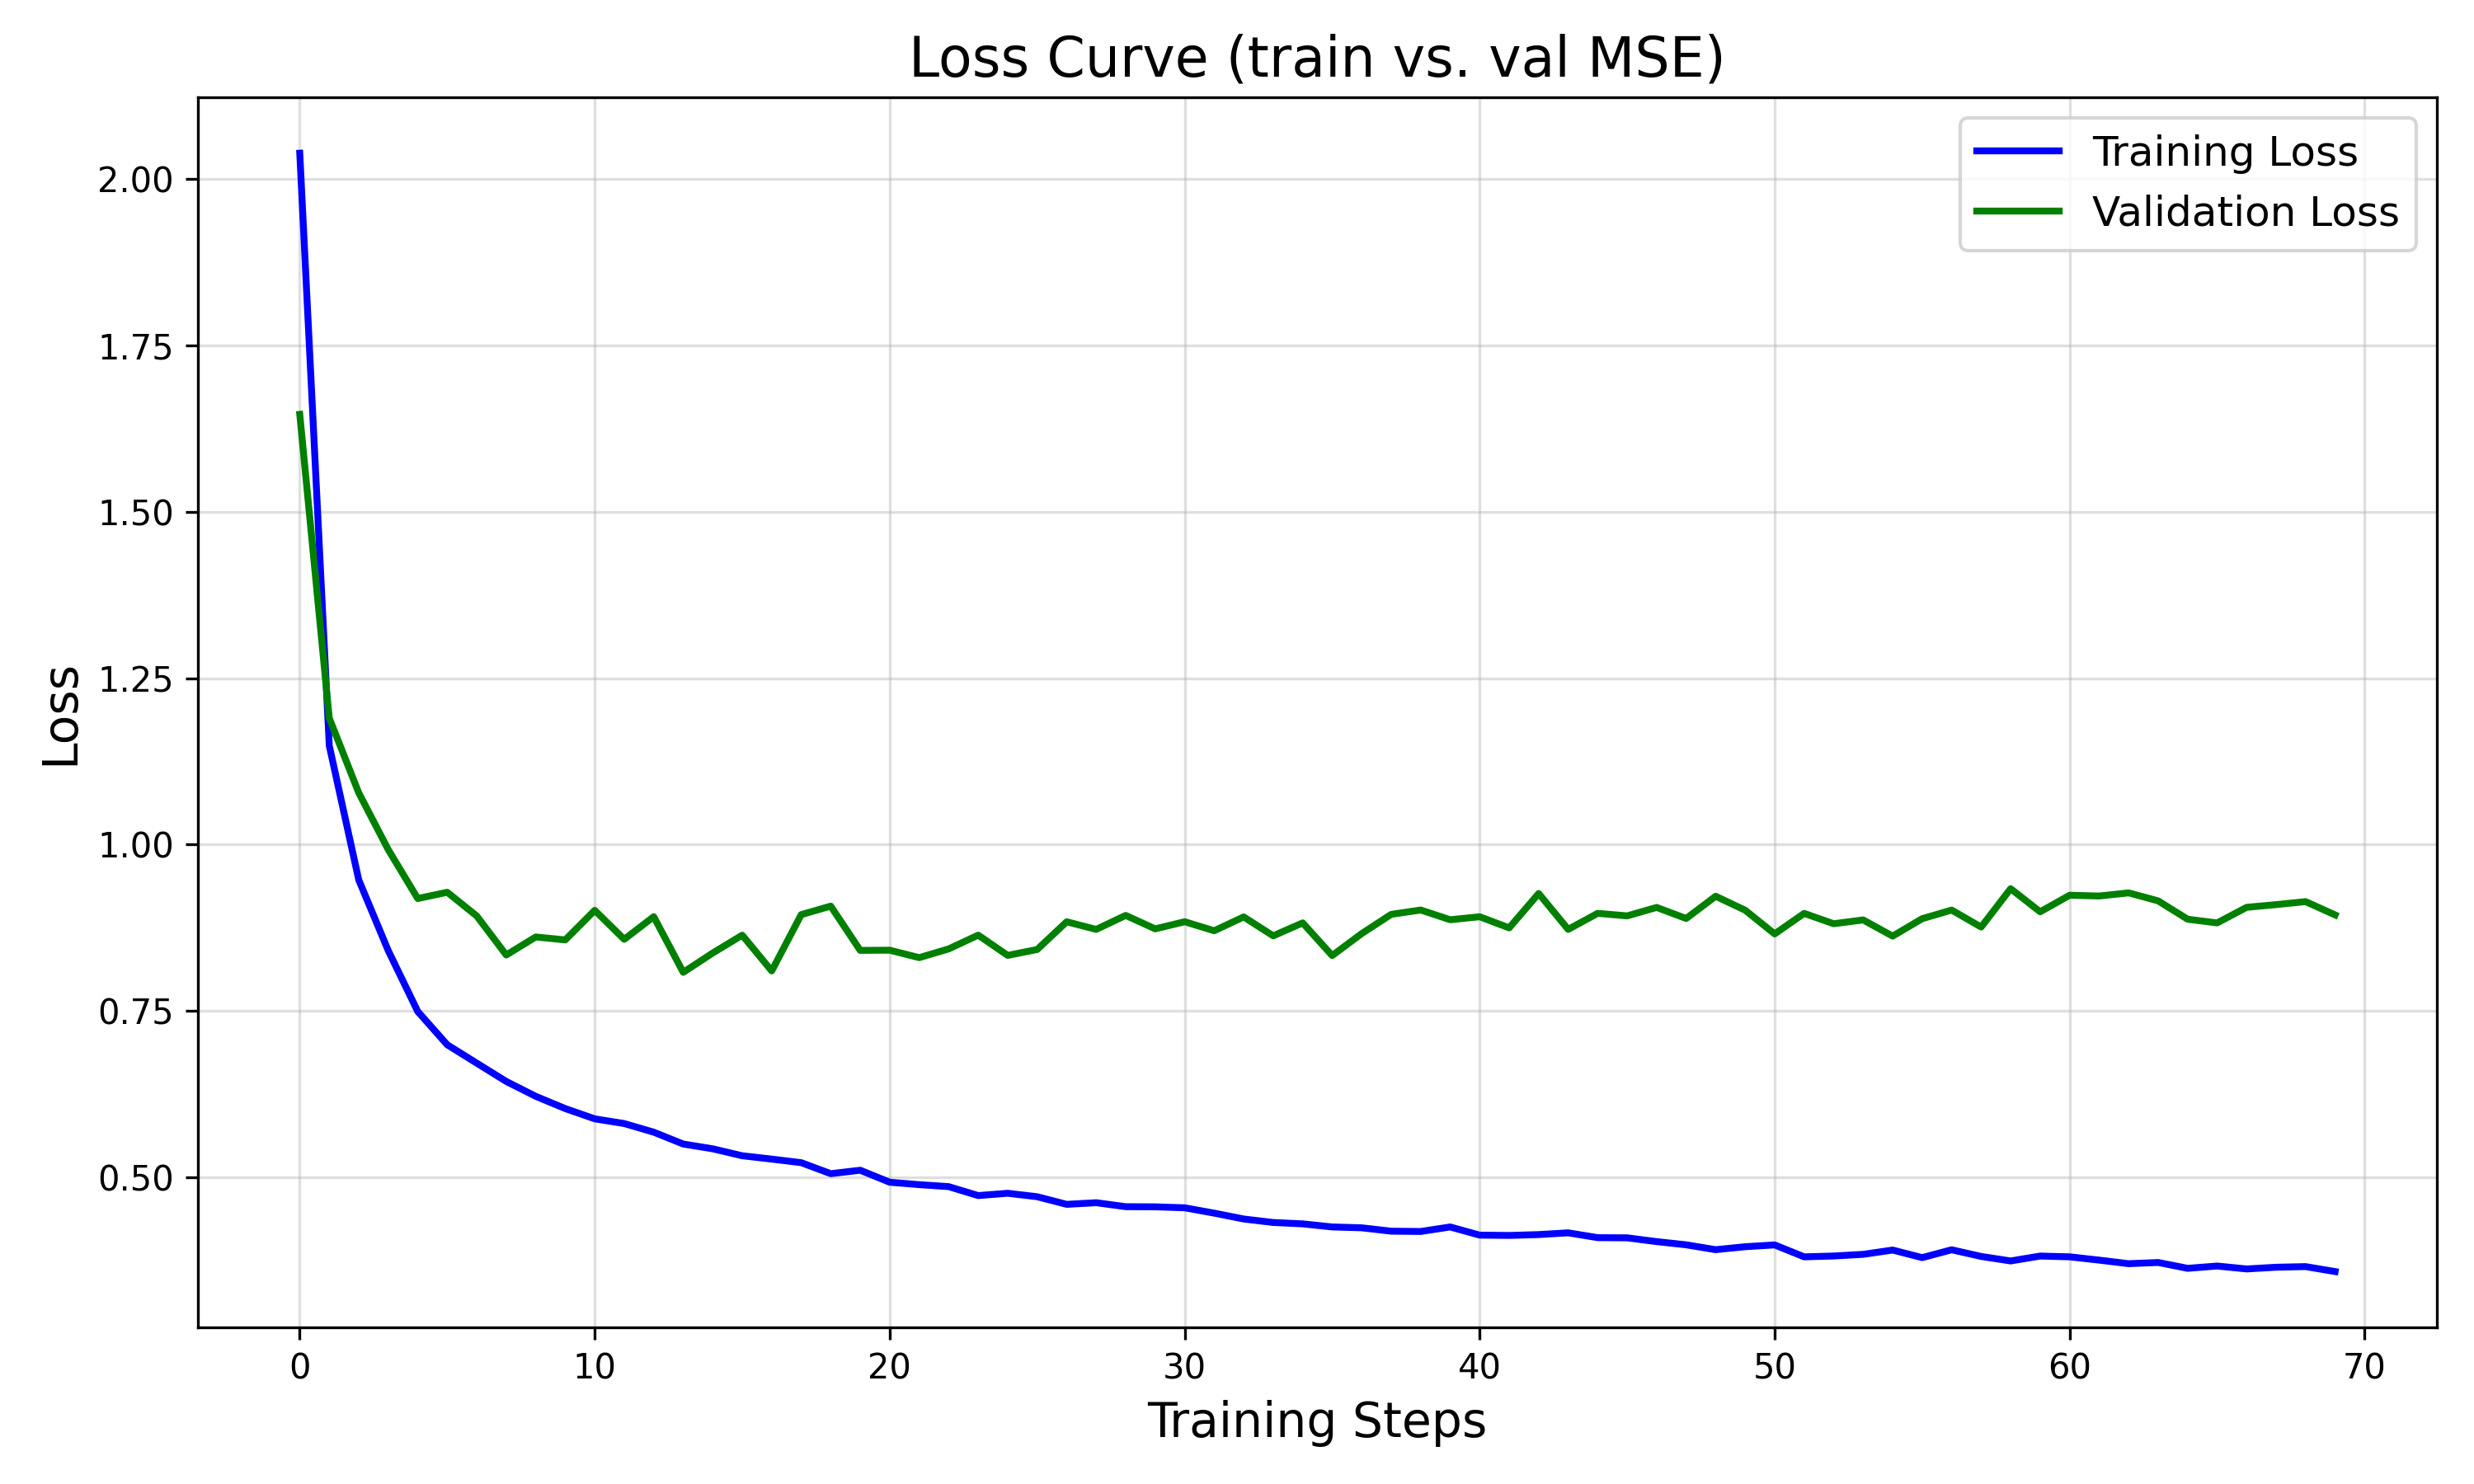 Loss Curve (train vs. val MSE)
Training Loss
Validation Loss
2.00
1.75
1.50
1.25
1.00
0.75
0.50
Loss
0 10 20 30 40 50 60 70
Training Steps